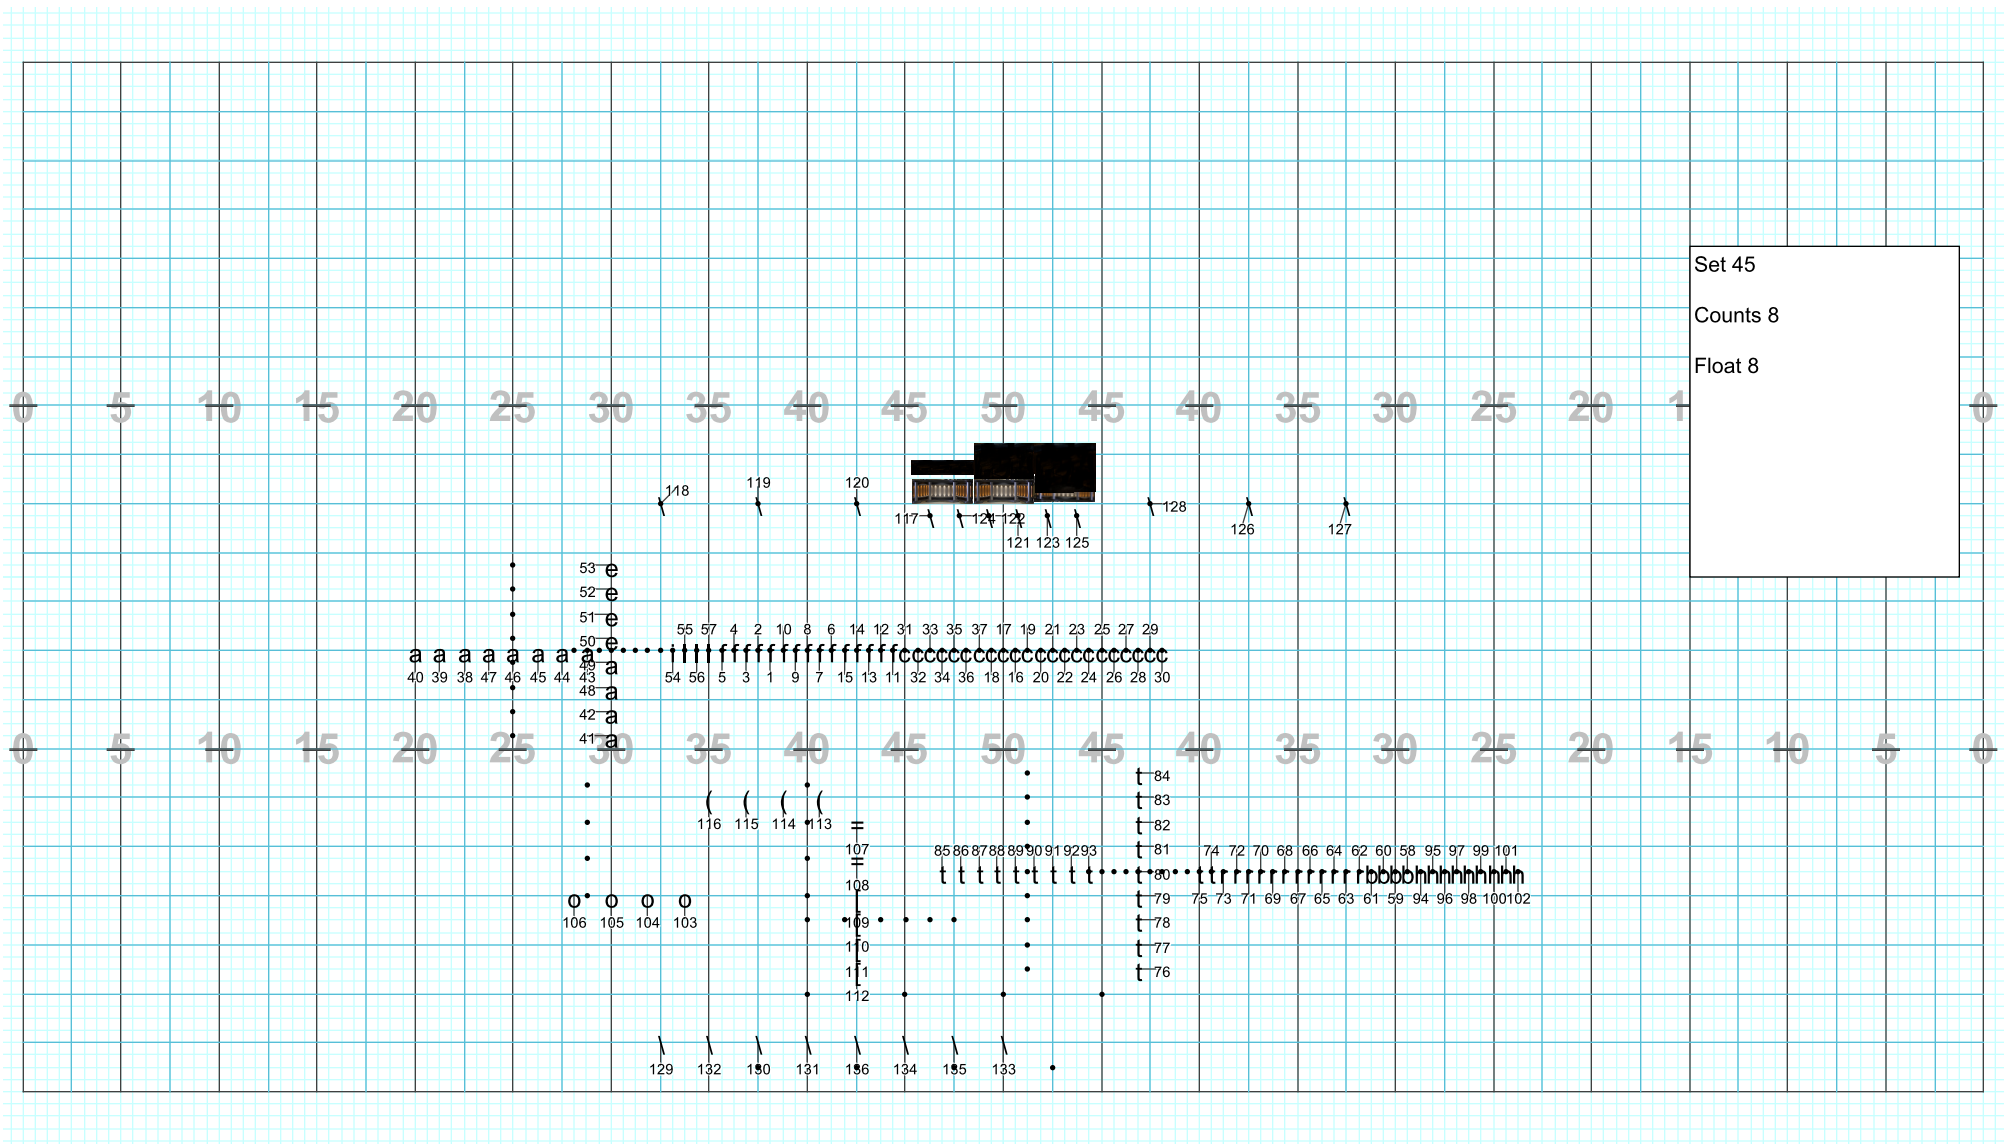 Set 45
Counts 8
Float 8
0 5 10 15 20 25 30 35 40 45 50 45 40 35 30 25 20 1 0
118 119 120 128
117 124 122
121 123 125 126 127
53 e
52 e
51 e
50 e
55 57 4 2 10 8 6 14 12 31 33 35 37 17 19 21 23 25 27 29
a a a a a a a a i i i i f f f f f f f f f f f f f f f c c c c c c c c c c c c c c c c c c c c c c
49 a
40 39 38 47 46 45 44 43 54 56 5 3 1 9 7 15 13 11 32 34 36 18 16 20 22 24 26 28 30
48 a
42 a
41 a
0 5 10 15 20 25 30 35 40 45 50 45 40 35 30 25 20 15 10 5 0
t 84
t 83
( ( ( (
116 115 114 113
= t 82
107
85 86 87 88 89 90 91 92 93 t 81 74 72 70 68 66 64 62 60 58 95 97 99 101
=
t t t t t t t t t t 80 t t r r r r r r r r r r r r b b b b h h h h h h h h h
108
75 73 71 69 67 65 63 61 59 94 96 98 100 102
o o o o [ t 79
106 105 104 103 109 t 78
[
110 t 77
[
111 t 76
112
\ \ \ \ \ \ \ \
129 132 130 131 136 134 135 133